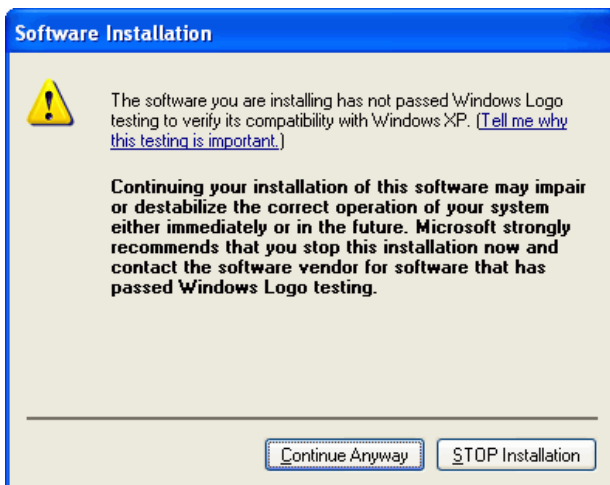 Software Installation
The software you are installing has not passed Windows Logo
testing to verify its compatibility with Windows XP. (Tell me why
this testing is important.)
Continuing your installation of this software may impair
or destabilize the correct operation of your system
either immediately or in the future. Microsoft strongly
recommends that you stop this installation now and
contact the software vendor for software that has
passed Windows Logo testing.
Continue Anyway
STOP Installation